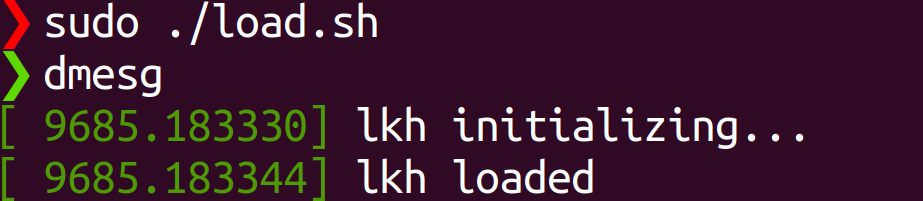 ❯ sudo ./load.sh
❯ dmesg
[ 9685.183330] lkh initializing...
[ 9685.183344] lkh loaded